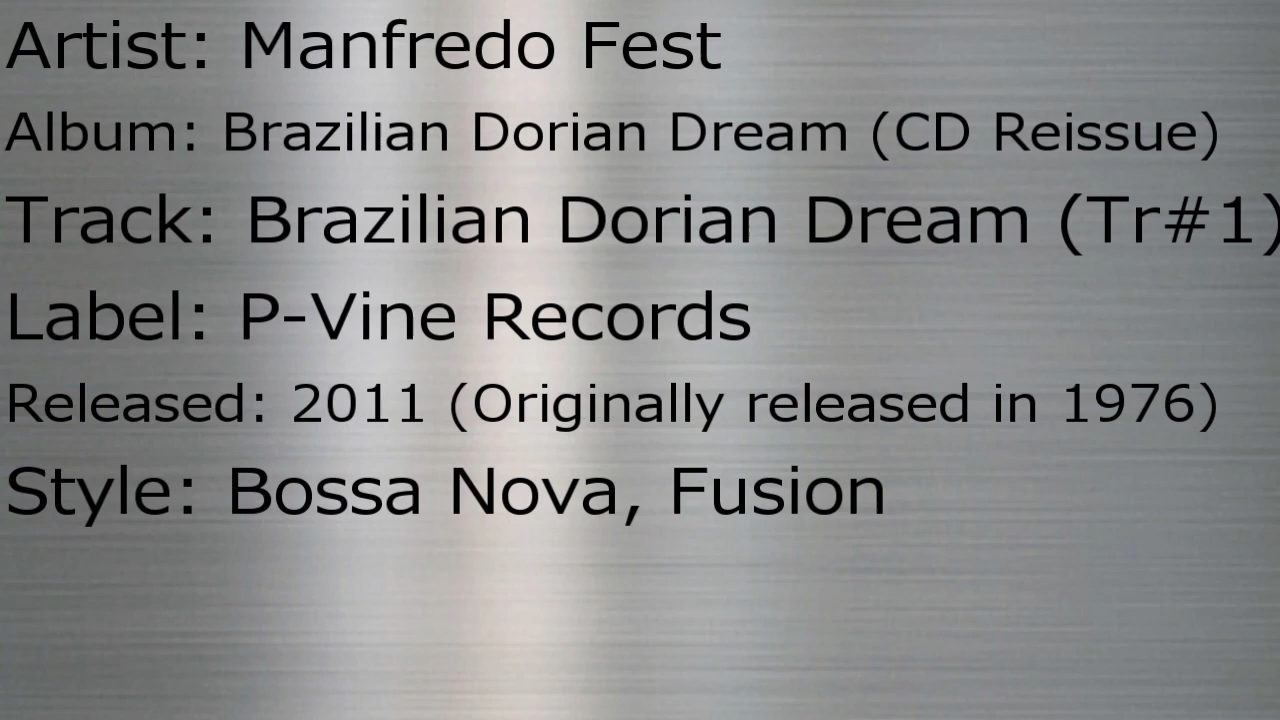 Artist: Manfredo Fest
Album: Brazilian Dorian Dream (CD Reissue)
Track: Brazilian Dorian Dream (Tr#1)
Label: P-Vine Records
Released: 2011 (Originally released in 1976)
Style: Bossa Nova, Fusion